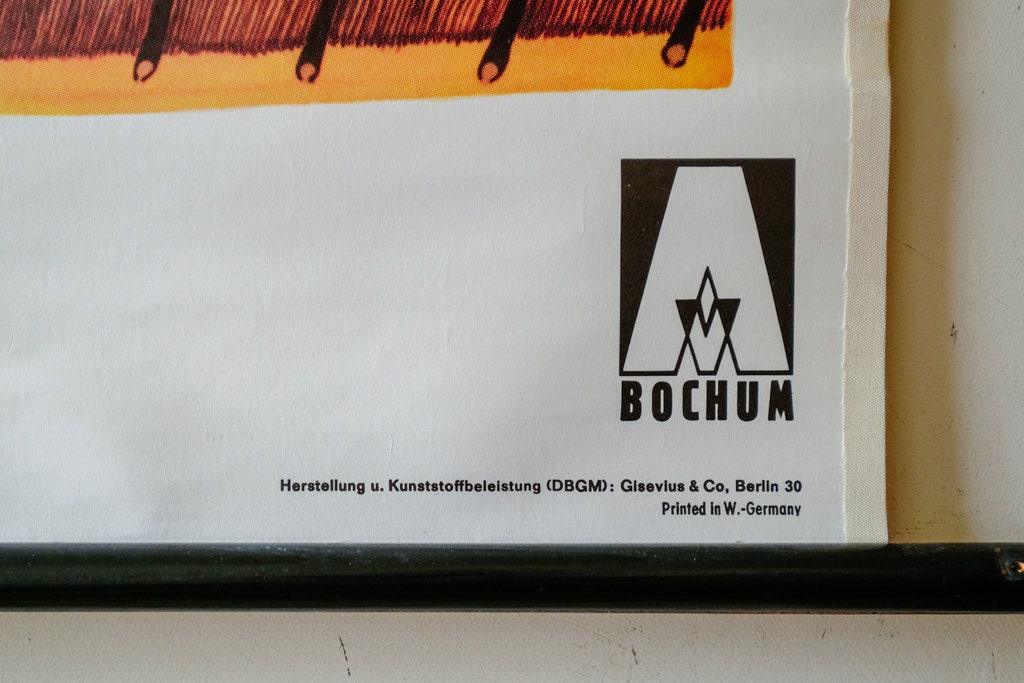 BOCHUM
Herstellung u. Kunststoffbeleistung (DBGM): Gisevius & Co, Berlin 30
Printed in W.-Germany